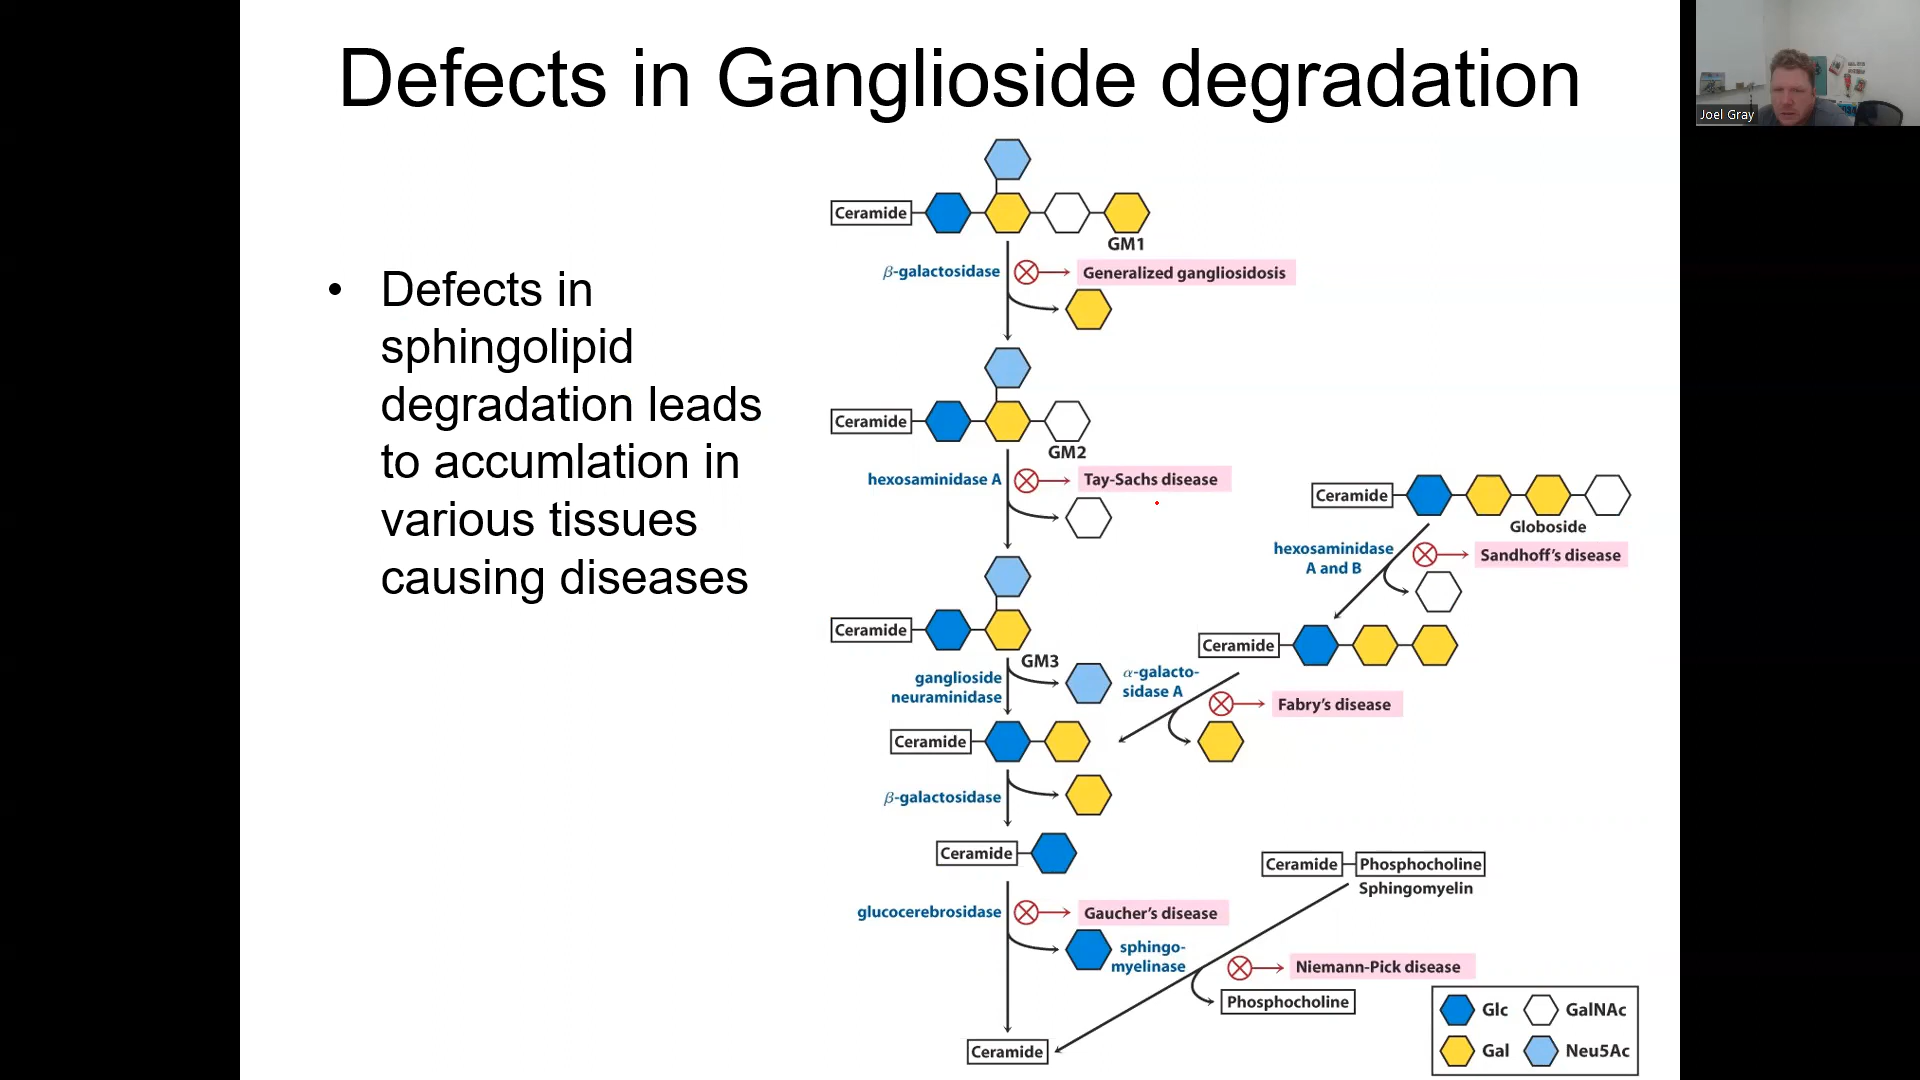 Defects in Ganglioside degradation
Joel Gray
• Defects in
sphingolipid
degradation leads
to accumlation in
various tissues
causing diseases
Ceramide
GM1
β-galactosidase
Generalized gangliosidosis
Ceramide
GM2
hexosaminidase A
Tay-Sachs disease
Ceramide
Globoside
hexosaminidase
A and B
Sandhoff's disease
Ceramide
GM3
Ceramide
ganglioside
neuraminidase
α-galacto-
sidase A
Fabry's disease
Ceramide
β-galactosidase
Ceramide
Ceramide
Phosphocholine
Sphingomyelin
glucocerebrosidase
Gaucher's disease
sphingo-
myelinase
Niemann-Pick disease
Phosphocholine
Ceramide
Glc
GalNAc
Gal
Neu5Ac